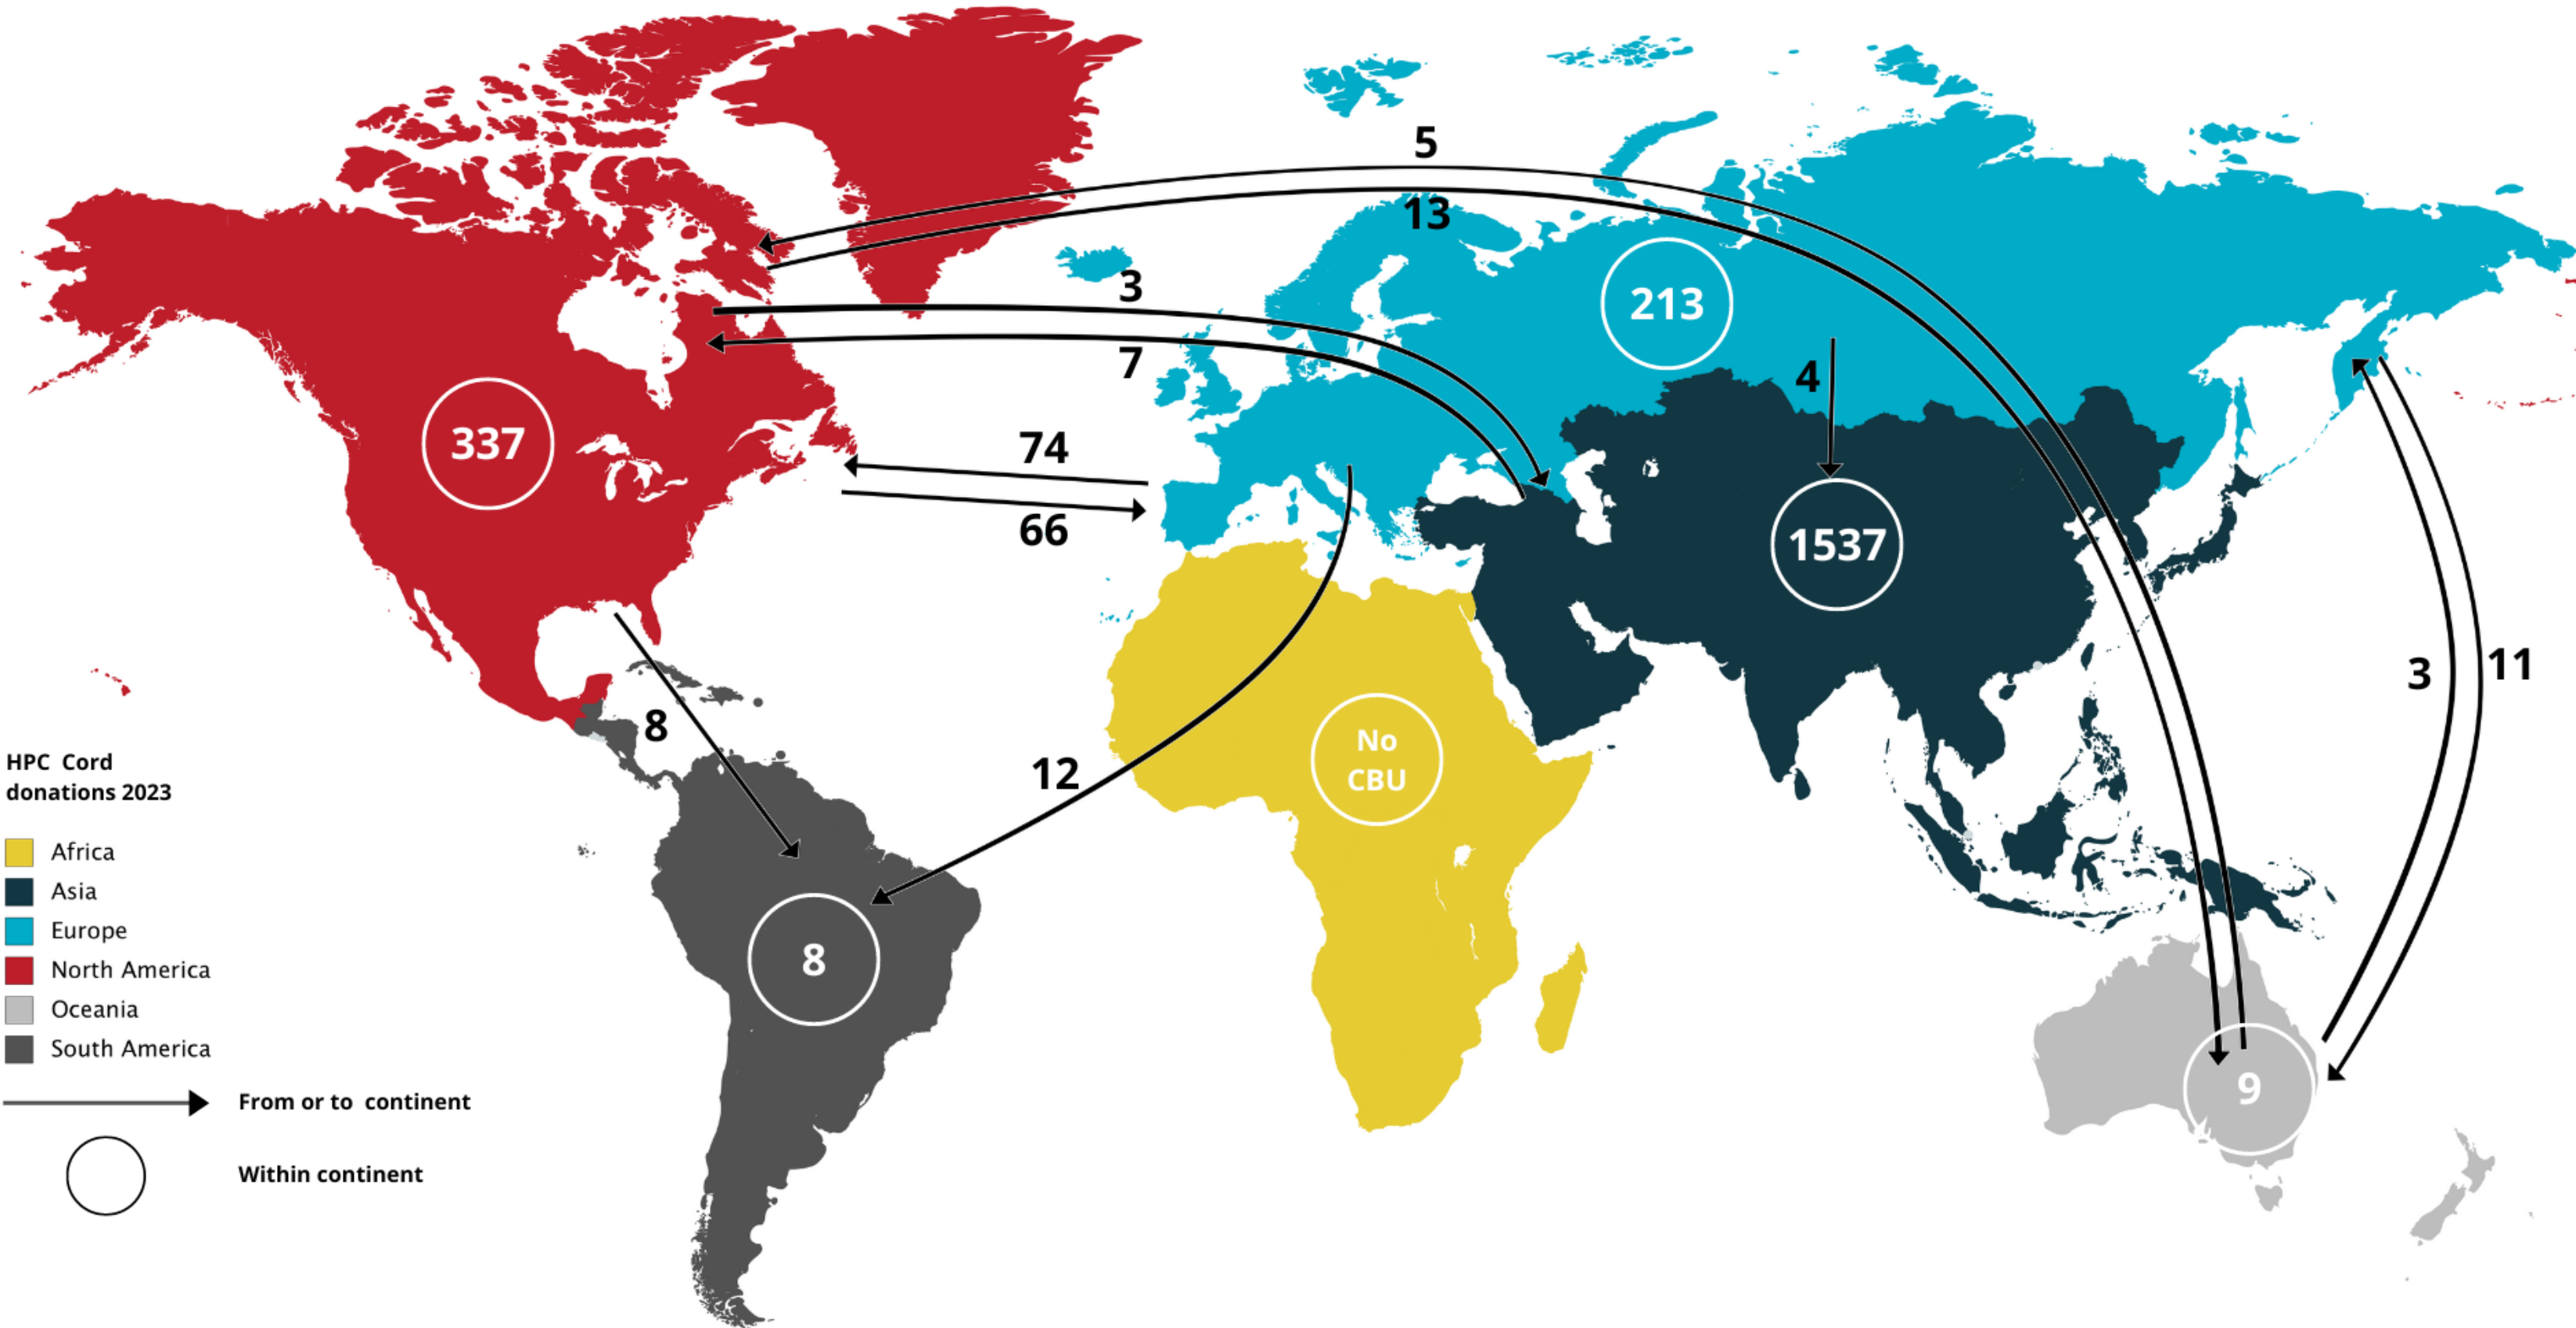 5
13
3
213
7
4
337
74
66
1537
3
11
8
No
CBU
12
HPC Cord
donations 2023
Africa
Asia
Europe
North America
Oceania
South America
8
9
From or to continent
Within continent